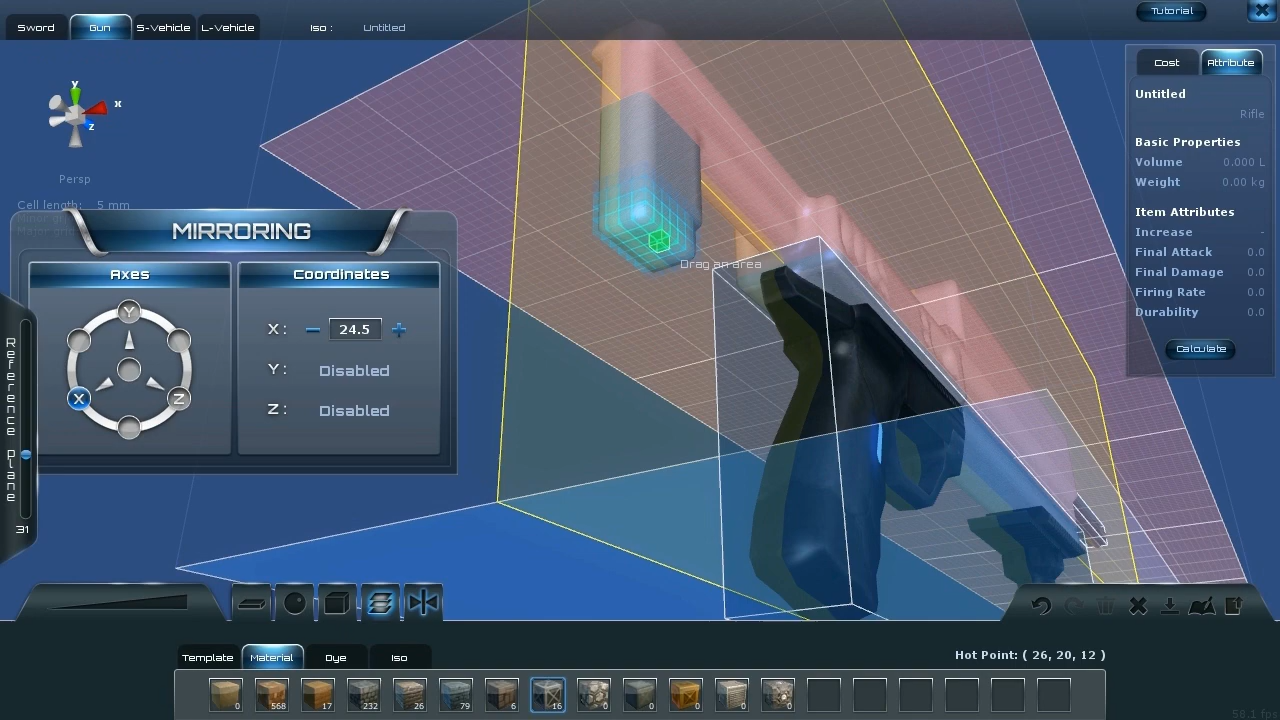 Tutorial
Sword Gun S-Vehicle L-Vehicle Iso : Untitled
Y
X
Z
Persp
Cell length: 5 mm
MIRRORING
Axes
Coordinates
Y
X
Z
X: 24.5
Y: Disabled
Z: Disabled
Reference Plane
31
Drag an area
Cost Attribute
Untitled
Rifle
Basic Properties
Volume 0.000 L
Weight 0.00 kg
Item Attributes
Increase -
Final Attack 0.0
Final Damage 0.0
Firing Rate 0.0
Durability 0.0
Calculate
Template Material Dye Iso
Hot Point: ( 26, 20, 12 )
0 568 17 232 26 79 6 16 0 0 0 0 0
58.1 fps